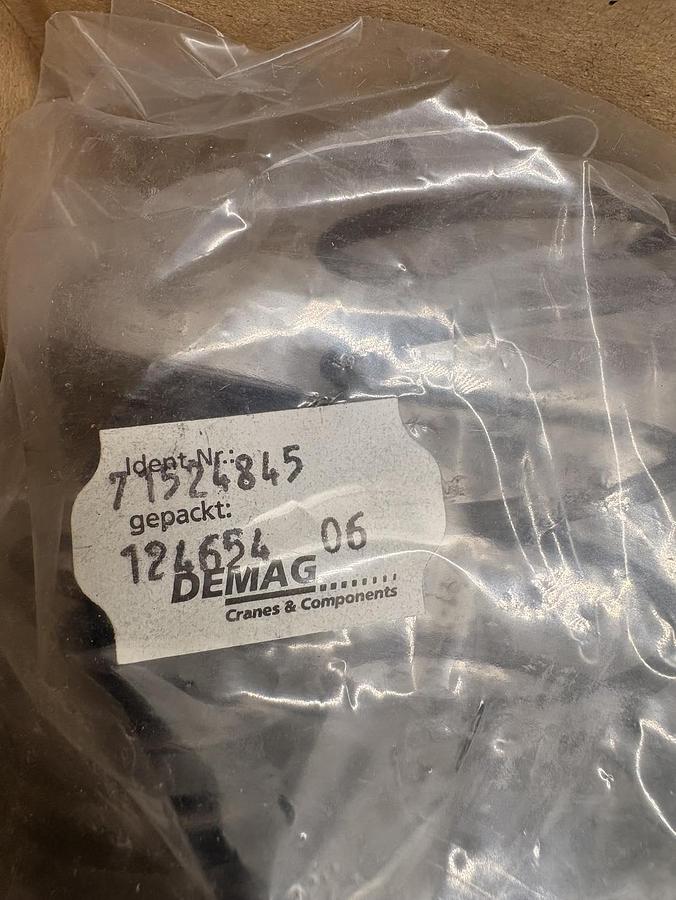 Ident-Nr.:
71524845
gepackt:
124654 06
DEMAG
Cranes & Components